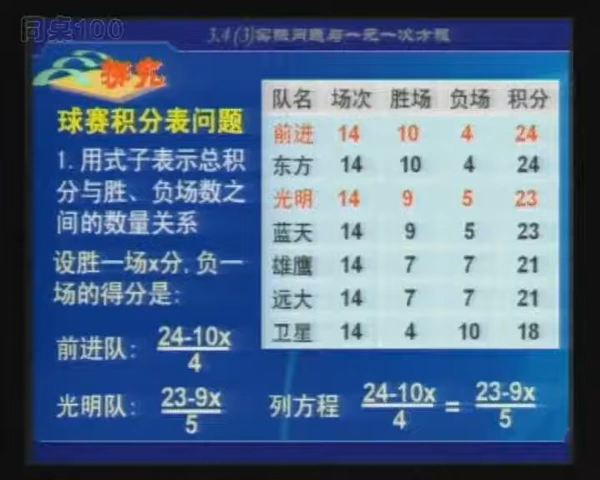 同桌100
3.4(3)实际问题与一元一次方程
探究
球赛积分表问题
1. 用式子表示总积
分与胜、负场数之
间的数量关系
设胜一场x分,负一
场的得分是:
前进队: 24-10x/4
光明队: 23-9x/5
队名 场次 胜场 负场 积分
前进 14 10 4 24
东方 14 10 4 24
光明 14 9 5 23
蓝天 14 9 5 23
雄鹰 14 7 7 21
远大 14 7 7 21
卫星 14 4 10 18
列方程 24-10x/4 = 23-9x/5